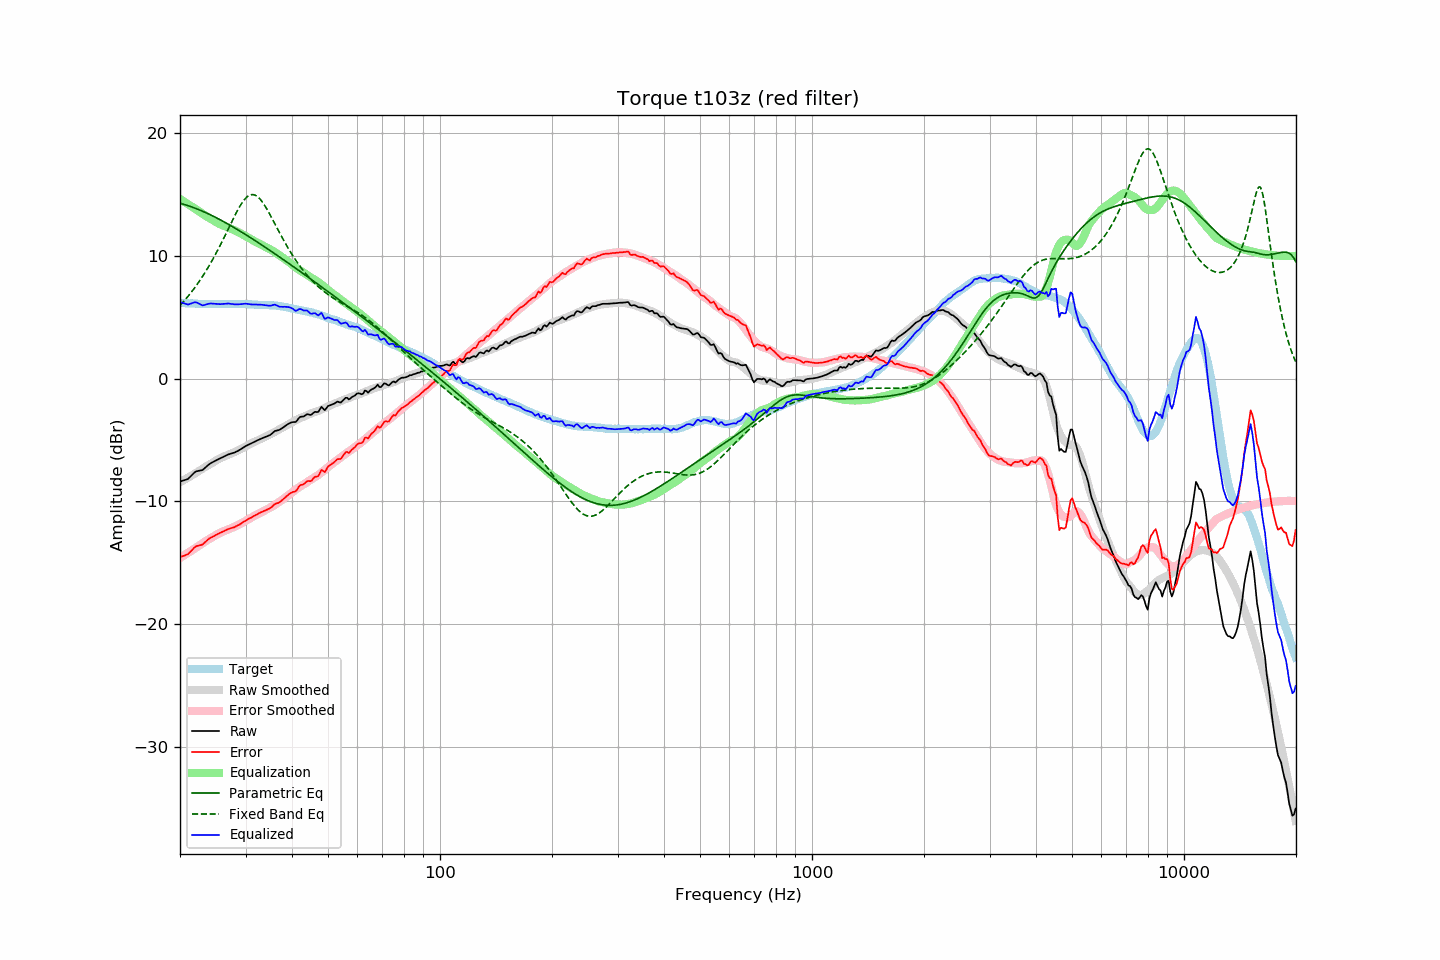 Torque t103z (red filter)
20
10
0
−10
−20
−30
Amplitude (dBr)
Target
Raw Smoothed
Error Smoothed
Raw
Error
Equalization
Parametric Eq
Fixed Band Eq
Equalized
100
1000
10000
Frequency (Hz)